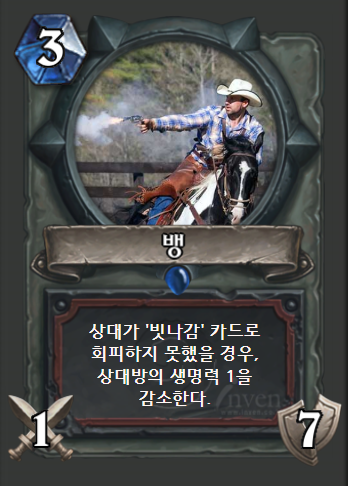 3
뱅
상대가 '빗나감' 카드로
회피하지 못했을 경우,
상대방의 생명력 1을
감소한다.
1
7